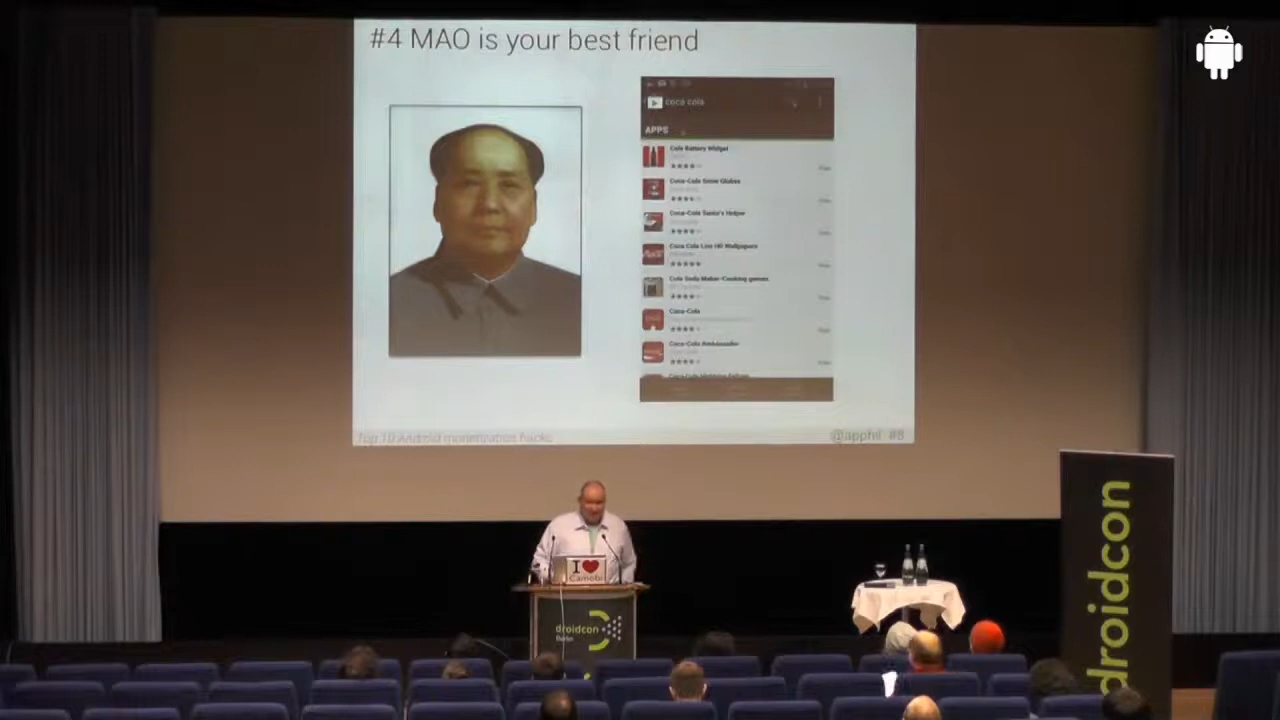 #4 MAO is your best friend
coca cola
APPS
Cola Battery Widget
Coca-Cola Snow Globes
Coca-Cola Santa's Helper
Coca Cola Live HD Wallpapers
Cola Soda Maker-Cooking games
Coca-Cola
Coca-Cola Ambassador
Top 10 Android monetization hacks
@apphil #8
I
Camobi
droidcon
Berlin
droidcon